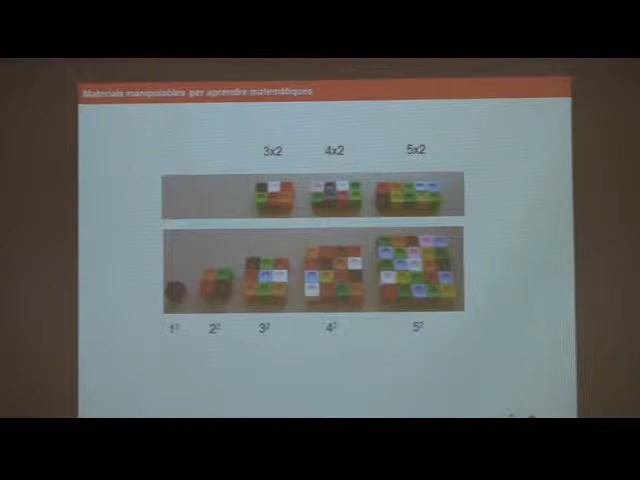 Materials manipulables per aprendre matemàtiques
3x2 4x2 5x2
1² 2² 3² 4² 5²